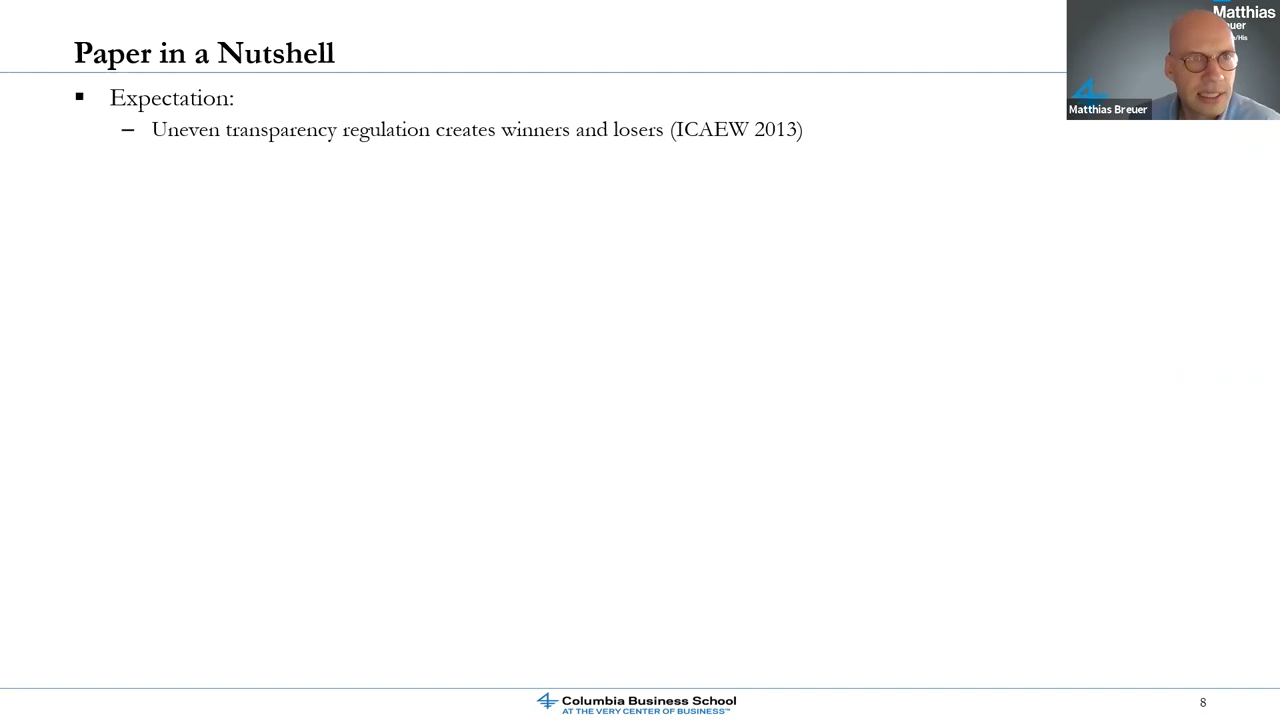 Paper in a Nutshell
▪ Expectation:
– Uneven transparency regulation creates winners and losers (ICAEW 2013)
Matthias
Matthias Breuer
Columbia Business School
AT THE VERY CENTER OF BUSINESS™
8